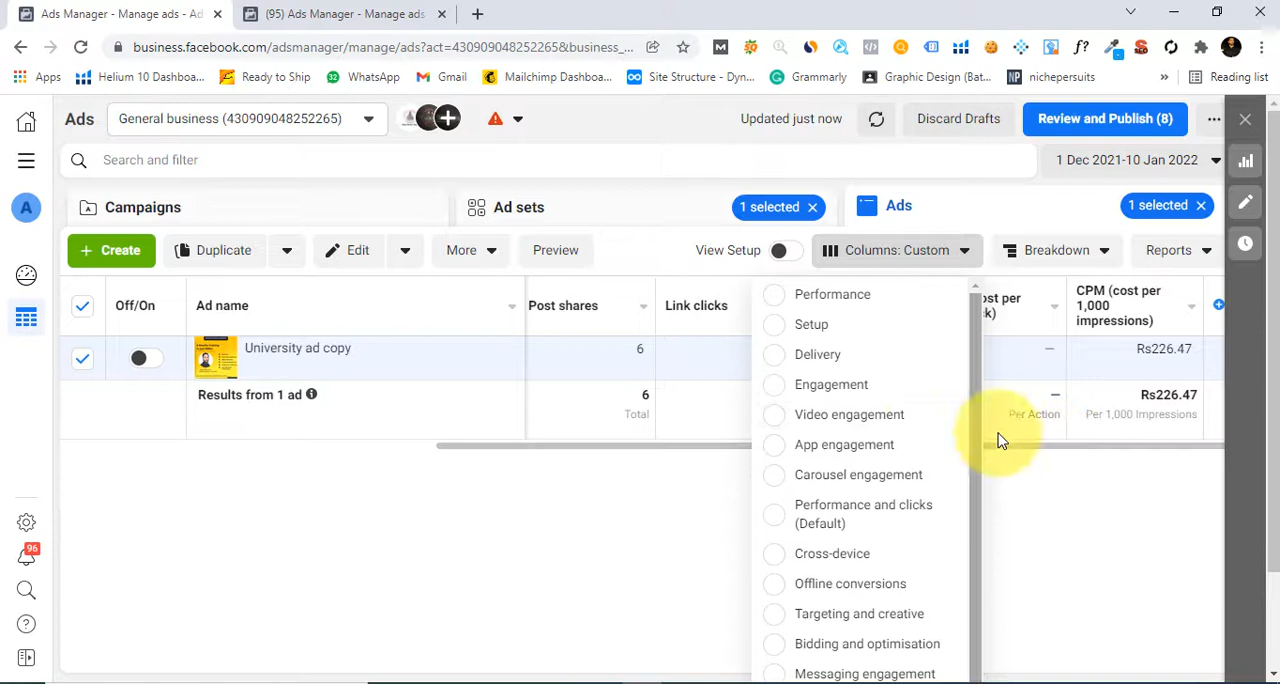 Ads Manager - Manage ads - Ad
(95) Ads Manager - Manage ads
business.facebook.com/adsmanager/manage/ads?act=430909048252265&business_...
Apps
Helium 10 Dashboa...
Ready to Ship
32
WhatsApp
Gmail
Mailchimp Dashboa...
Site Structure - Dyn...
Grammarly
Graphic Design (Bat...
NP
nichepersuits
»
Reading list
Ads
General business (430909048252265)
Updated just now
Discard Drafts
Review and Publish (8)
Search and filter
1 Dec 2021-10 Jan 2022
A
Campaigns
Ad sets
1 selected
Ads
1 selected
+ Create
Duplicate
Edit
More
Preview
View Setup
Columns: Custom
Breakdown
Reports
Off/On
Ad name
Post shares
Link clicks
ost per
k)
CPM (cost per
1,000
impressions)
University ad copy
6
—
Rs226.47
Results from 1 ad
6
Total
—
Per Action
Rs226.47
Per 1,000 Impressions
Performance
Setup
Delivery
Engagement
Video engagement
App engagement
Carousel engagement
Performance and clicks
(Default)
Cross-device
Offline conversions
Targeting and creative
Bidding and optimisation
Messaging engagement
96